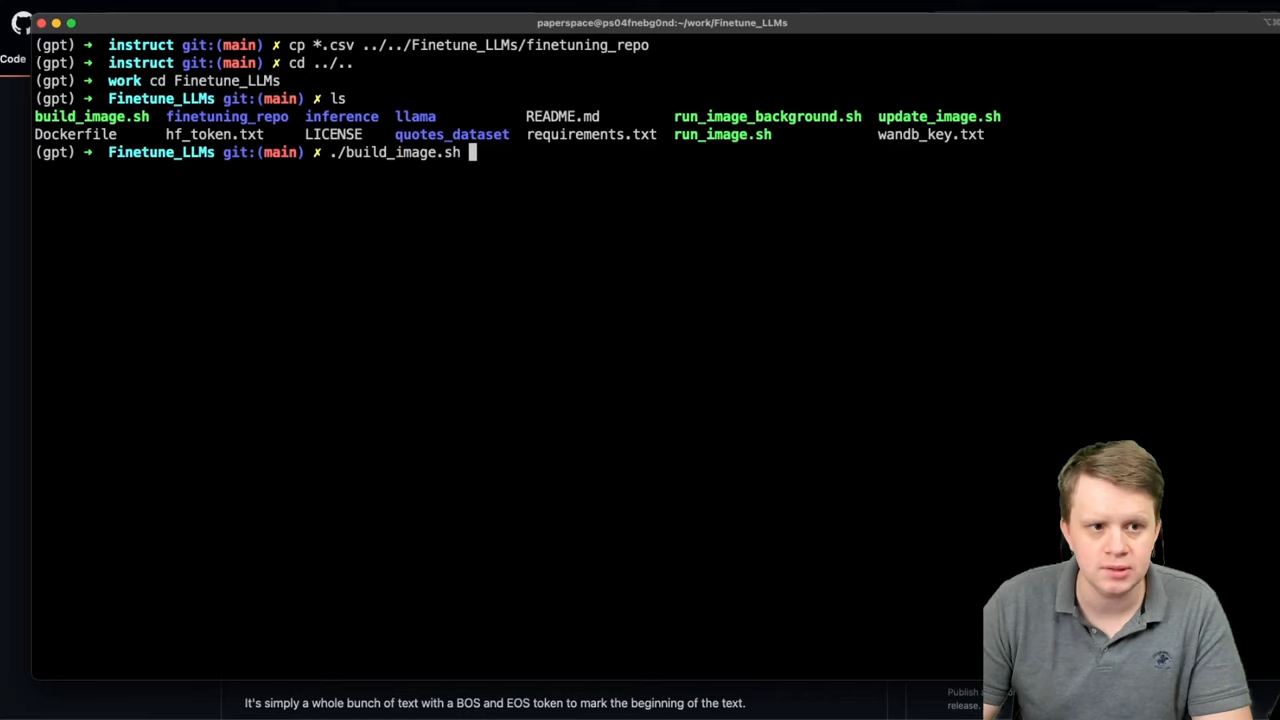 paperspace@ps04fnebg0nd:~/work/Finetune_LLMs
Code
(gpt) ➜ instruct git:(main) ✗ cp *.csv ../../Finetune_LLMs/finetuning_repo
(gpt) ➜ instruct git:(main) ✗ cd ../..
(gpt) ➜ work cd Finetune_LLMs
(gpt) ➜ Finetune_LLMs git:(main) ✗ ls
build_image.sh finetuning_repo inference llama README.md run_image_background.sh update_image.sh
Dockerfile hf_token.txt LICENSE quotes_dataset requirements.txt run_image.sh wandb_key.txt
(gpt) ➜ Finetune_LLMs git:(main) ✗ ./build_image.sh
It's simply a whole bunch of text with a BOS and EOS token to mark the beginning of the text.
Publish
release.